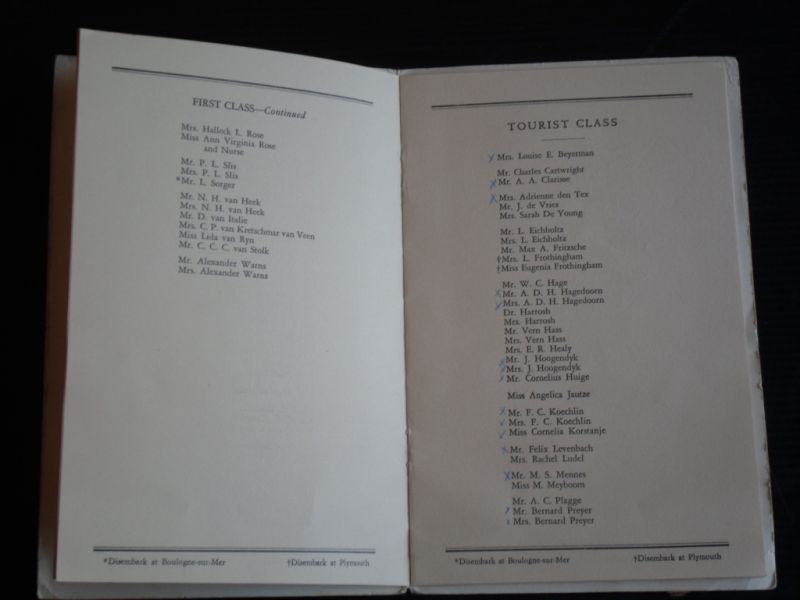 FIRST CLASS—Continued
Mrs. Halleck L. Rose
Miss Ann Virginia Rose
and Nurse
Mr. P. L. Slis
Mrs. P. L. Slis
*Mr. L. Sorger
Mr. N. H. van Heek
Mrs. N. H. van Heek
Mr. D. van Italie
Mrs. C. P. van Kretschmar van Veen
Miss Lida van Ryn
Mr. C. C. C. van Stolk
Mr. Alexander Warns
Mrs. Alexander Warns
*Disembark at Boulogne-sur-Mer †Disembark at Plymouth
TOURIST CLASS
Mrs. Louise E. Beyerman
Mr. Charles Cartwright
Mr. A. A. Clarisse
Mrs. Adrienne den Tex
Mr. J. de Vries
Mrs. Sarah De Young
Mr. L. Eichholtz
Mrs. L. Eichholtz
Mr. Max A. Fritzsche
†Mrs. L. Frothingham
†Miss Eugenia Frothingham
Mr. W. C. Hage
Mr. A. D. H. Hagedoorn
Mrs. A. D. H. Hagedoorn
Dr. Harrosh
Mrs. Harrosh
Mr. Vern Hass
Mrs. Vern Hass
Mrs. E. R. Healy
Mr. J. Hoogendyk
Mrs. J. Hoogendyk
Mr. Cornelius Huige
Miss Angelica Jautze
Mr. F. C. Koechlin
Mrs. F. C. Koechlin
Miss Cornelia Korstanje
Mr. Felix Levenbach
Mrs. Rachel Ludel
Mr. M. S. Mennes
Miss M. Meyboom
Mr. A. C. Plagge
Mr. Bernard Preyer
Mrs. Bernard Preyer
*Disembark at Boulogne-sur-Mer †Disembark at Plymouth